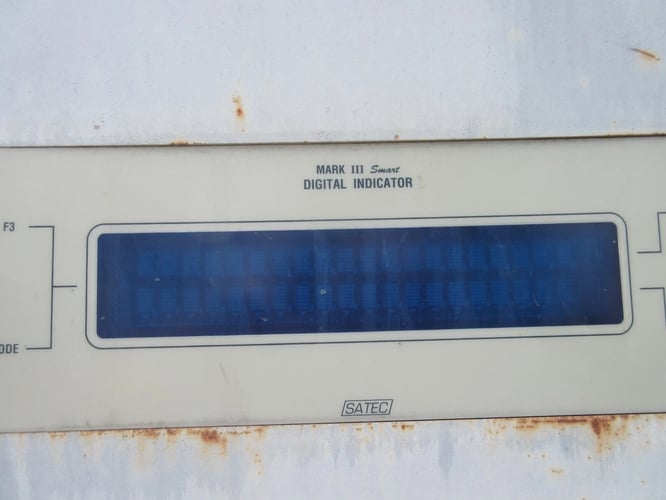 MARK III Smart
DIGITAL INDICATOR
F3
ODE
SATEC